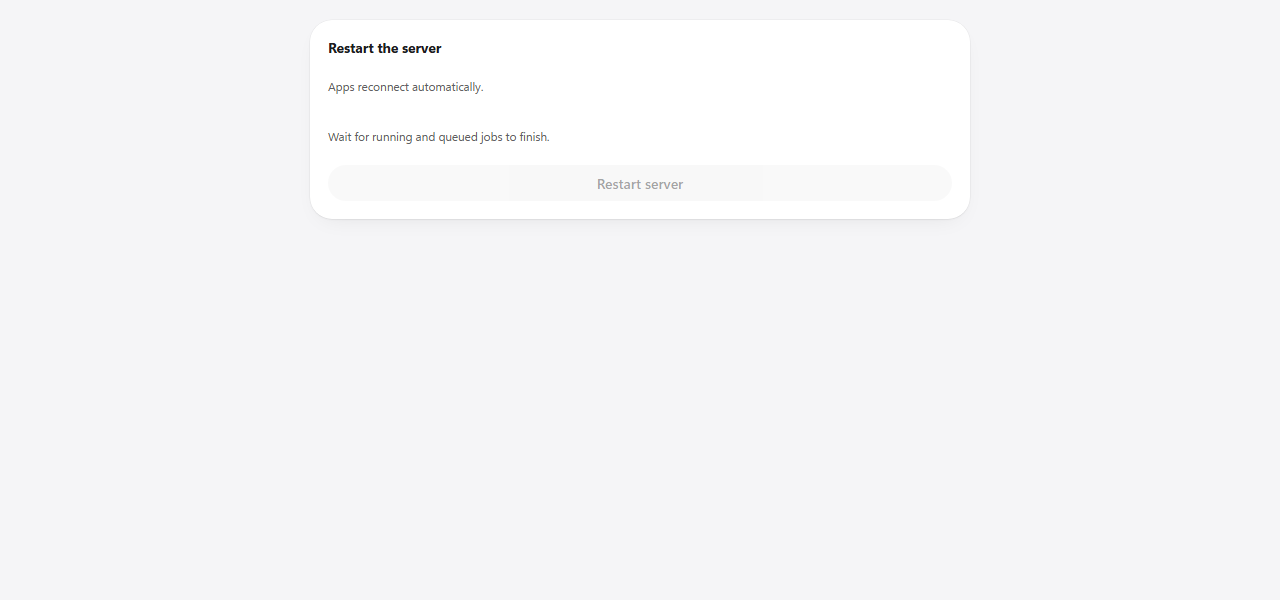 Restart the server
Apps reconnect automatically.
Wait for running and queued jobs to finish.
Restart server